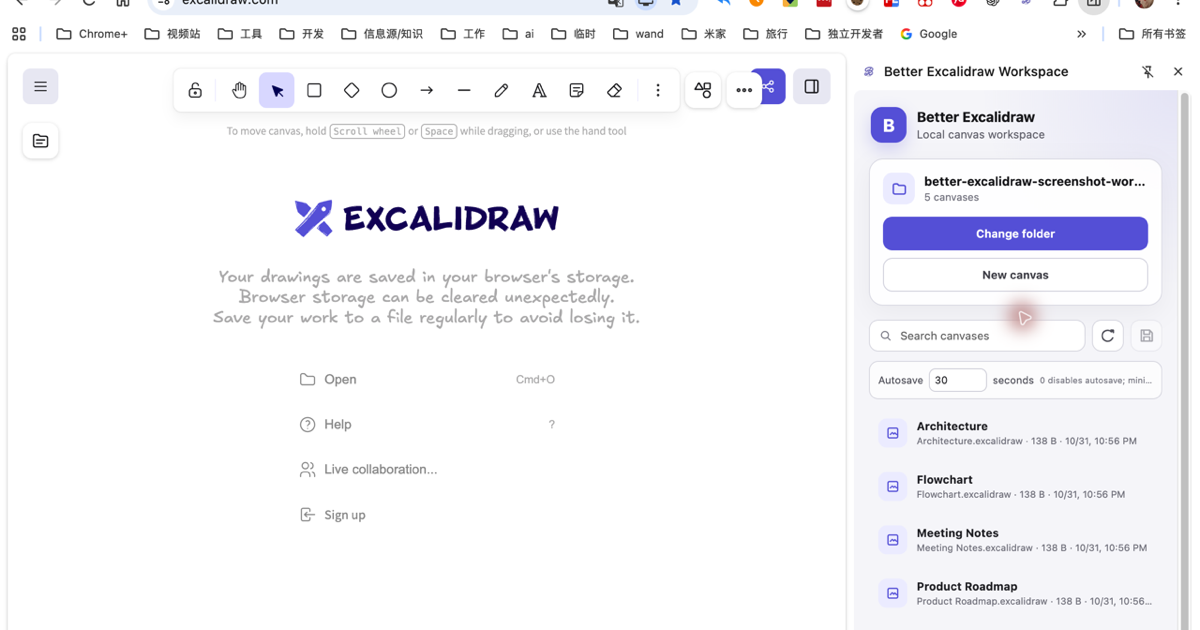 excalidraw.com
Chrome+ 视频站 工具 开发 信息源/知识 工作 ai 临时 wand 米家 旅行 独立开发者 Google » 所有书签
Better Excalidraw Workspace
To move canvas, hold Scroll wheel or Space while dragging, or use the hand tool
EXCALIDRAW
Your drawings are saved in your browser's storage.
Browser storage can be cleared unexpectedly.
Save your work to a file regularly to avoid losing it.
Open Cmd+O
Help ?
Live collaboration...
Sign up
B
Better Excalidraw
Local canvas workspace
better-excalidraw-screenshot-wor...
5 canvases
Change folder
New canvas
Search canvases
Autosave 30 seconds 0 disables autosave; mini...
Architecture
Architecture.excalidraw · 138 B · 10/31, 10:56 PM
Flowchart
Flowchart.excalidraw · 138 B · 10/31, 10:56 PM
Meeting Notes
Meeting Notes.excalidraw · 138 B · 10/31, 10:56 PM
Product Roadmap
Product Roadmap.excalidraw · 138 B · 10/31, 10:56...